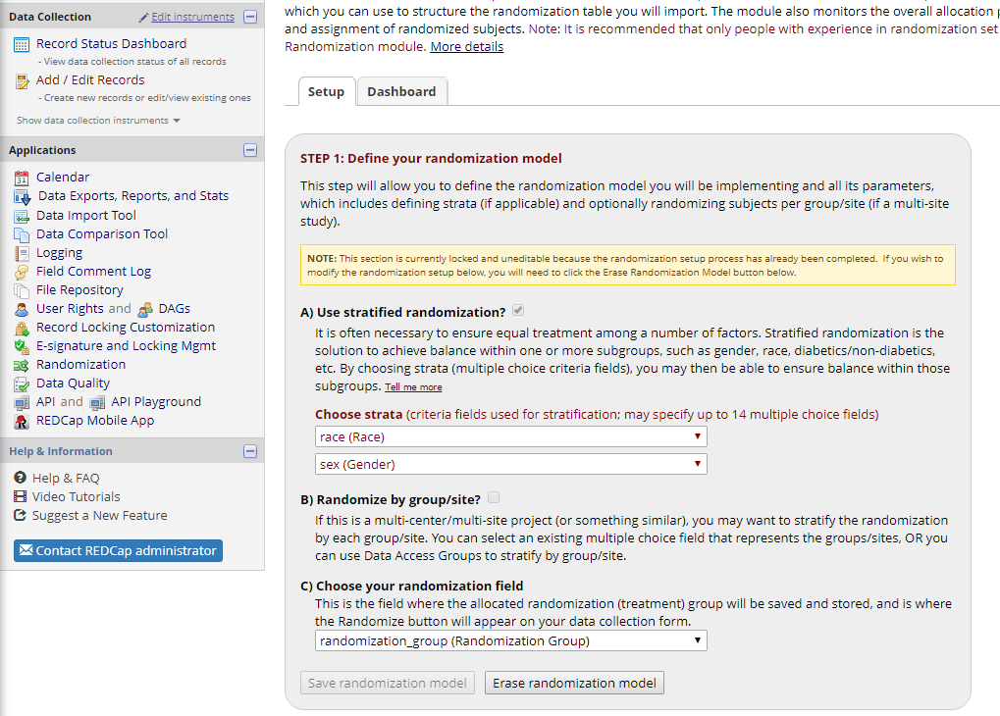 Data Collection
Edit instruments
Record Status Dashboard
- View data collection status of all records
Add / Edit Records
- Create new records or edit/view existing ones
Show data collection instruments
Applications
31 Calendar
Data Exports, Reports, and Stats
Data Import Tool
Data Comparison Tool
Logging
Field Comment Log
File Repository
User Rights and DAGs
Record Locking Customization
E-signature and Locking Mgmt
Randomization
Data Quality
API and API Playground
REDCap Mobile App
Help & Information
Help & FAQ
Video Tutorials
Suggest a New Feature
Contact REDCap administrator
which you can use to structure the randomization table you will import. The module also monitors the overall allocation
and assignment of randomized subjects. Note: It is recommended that only people with experience in randomization set
Randomization module. More details
Setup
Dashboard
STEP 1: Define your randomization model
This step will allow you to define the randomization model you will be implementing and all its parameters,
which includes defining strata (if applicable) and optionally randomizing subjects per group/site (if a multi-site
study).
NOTE: This section is currently locked and uneditable because the randomization setup process has already been completed. If you wish to
modify the randomization setup below, you will need to click the Erase Randomization Model button below.
A) Use stratified randomization?
It is often necessary to ensure equal treatment among a number of factors. Stratified randomization is the
solution to achieve balance within one or more subgroups, such as gender, race, diabetics/non-diabetics,
etc. By choosing strata (multiple choice criteria fields), you may then be able to ensure balance within those
subgroups. Tell me more
Choose strata (criteria fields used for stratification; may specify up to 14 multiple choice fields)
race (Race)
sex (Gender)
B) Randomize by group/site?
If this is a multi-center/multi-site project (or something similar), you may want to stratify the randomization
by each group/site. You can select an existing multiple choice field that represents the groups/sites, OR you
can use Data Access Groups to stratify by group/site.
C) Choose your randomization field
This is the field where the allocated randomization (treatment) group will be saved and stored, and is where
the Randomize button will appear on your data collection form.
randomization_group (Randomization Group)
Save randomization model
Erase randomization model